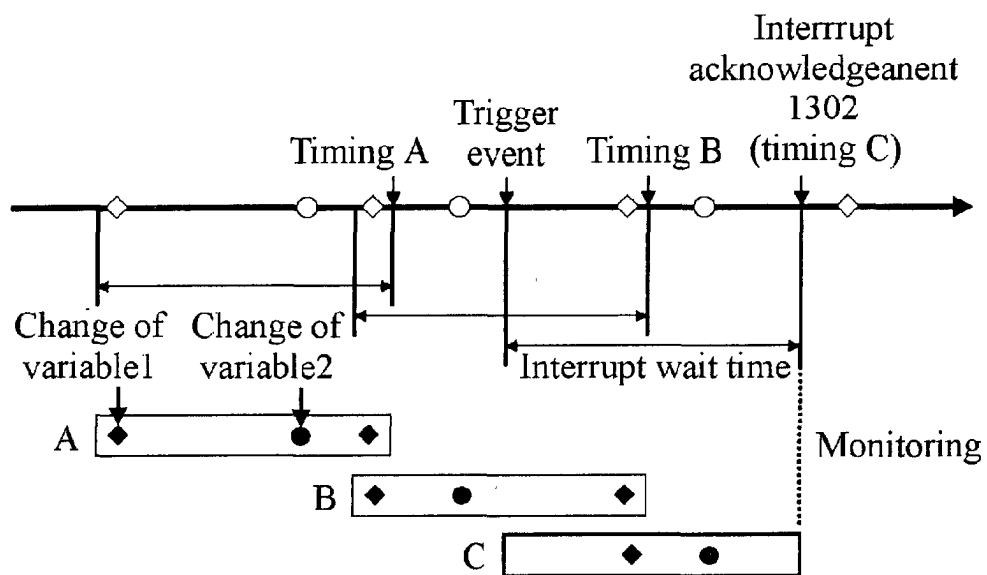 Interrrupt
acknowledgeanent
1302
(timing C)
Trigger
event
Timing A
Timing B
Change of
variable1
Change of
variable2
Interrupt wait time
A
Monitoring
B
C